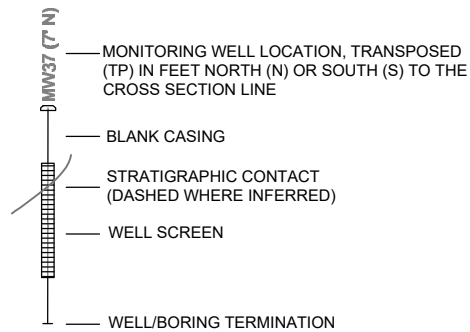 MW37 (7' N)
MONITORING WELL LOCATION, TRANSPOSED
(TP) IN FEET NORTH (N) OR SOUTH (S) TO THE
CROSS SECTION LINE
BLANK CASING
STRATIGRAPHIC CONTACT
(DASHED WHERE INFERRED)
WELL SCREEN
WELL/BORING TERMINATION